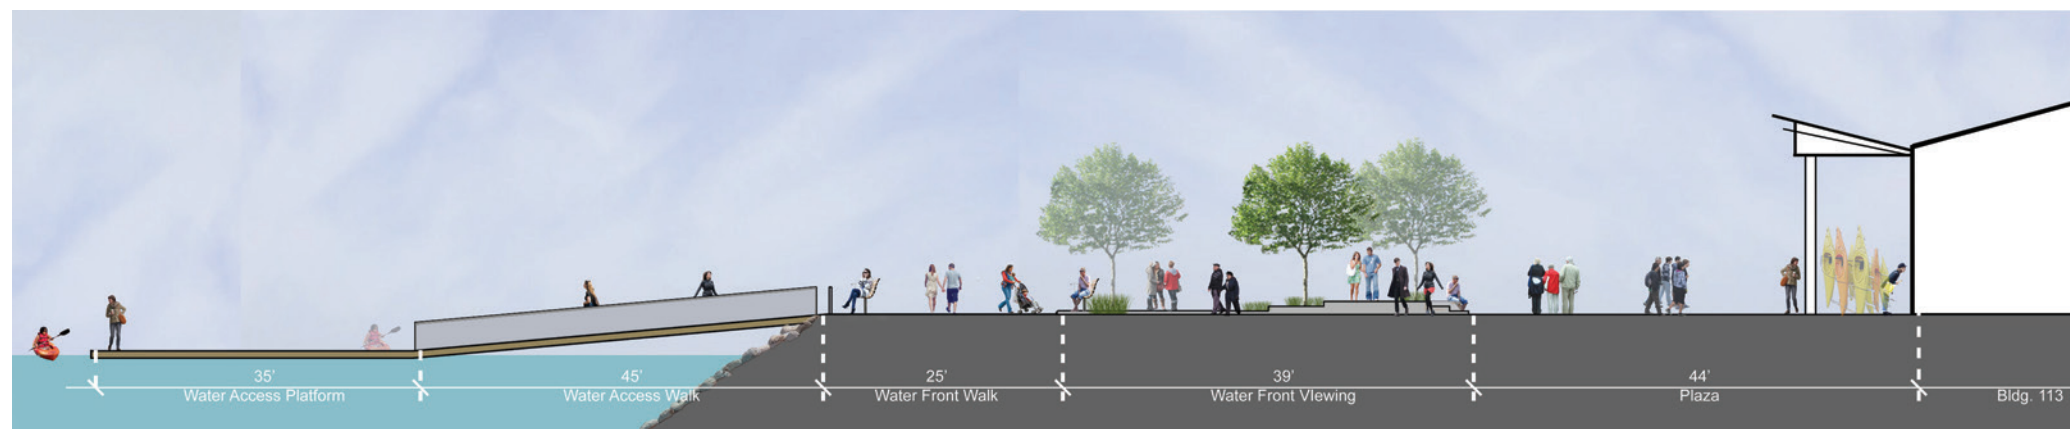 35'
Water Access Platform
45'
Water Access Walk
25'
Water Front Walk
39'
Water Front VIewing
44'
Plaza
Bldg. 113